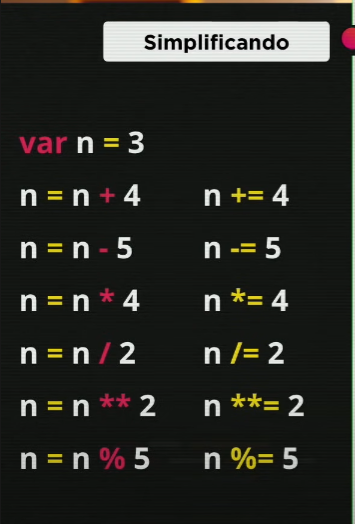 Simplificando
var n = 3
n = n + 4 n += 4
n = n - 5 n -= 5
n = n * 4 n *= 4
n = n / 2 n /= 2
n = n ** 2 n **= 2
n = n % 5 n %= 5